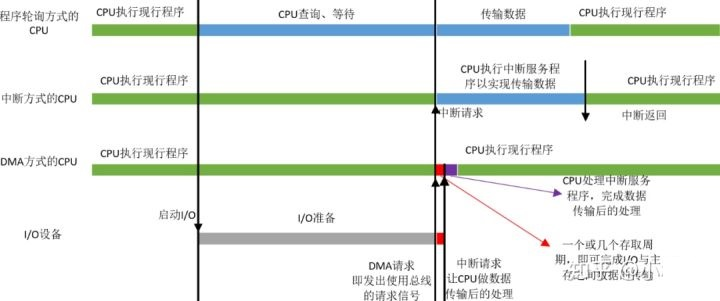 程序轮询方式的
CPU
CPU执行现行程序
CPU查询、等待
传输数据
CPU执行现行程序
中断方式的CPU
CPU执行现行程序
CPU执行中断服务程
序以实现传输数据
CPU执行现行程序
中断请求
中断返回
DMA方式的CPU
CPU执行现行程序
CPU执行现行程序
CPU处理中断服务
程序,完成数据
传输后的处理
I/O设备
启动I/O
I/O准备
一个或几个存取周
期,即可完成I/O与主
存之间
DMA请求
即发出使用总线
的请求信号
中断请求
让CPU做数据
传输后的处理
知乎